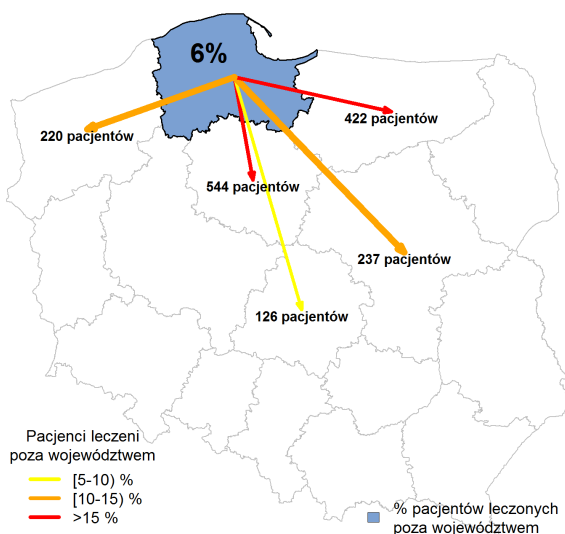 6%
422 pacjentów
220 pacjentów
544 pacjentów
237 pacjentów
126 pacjentów
Pacjenci leczeni
poza województwem
[5-10) %
[10-15) %
>15 %
% pacjentów leczonych
poza województwem